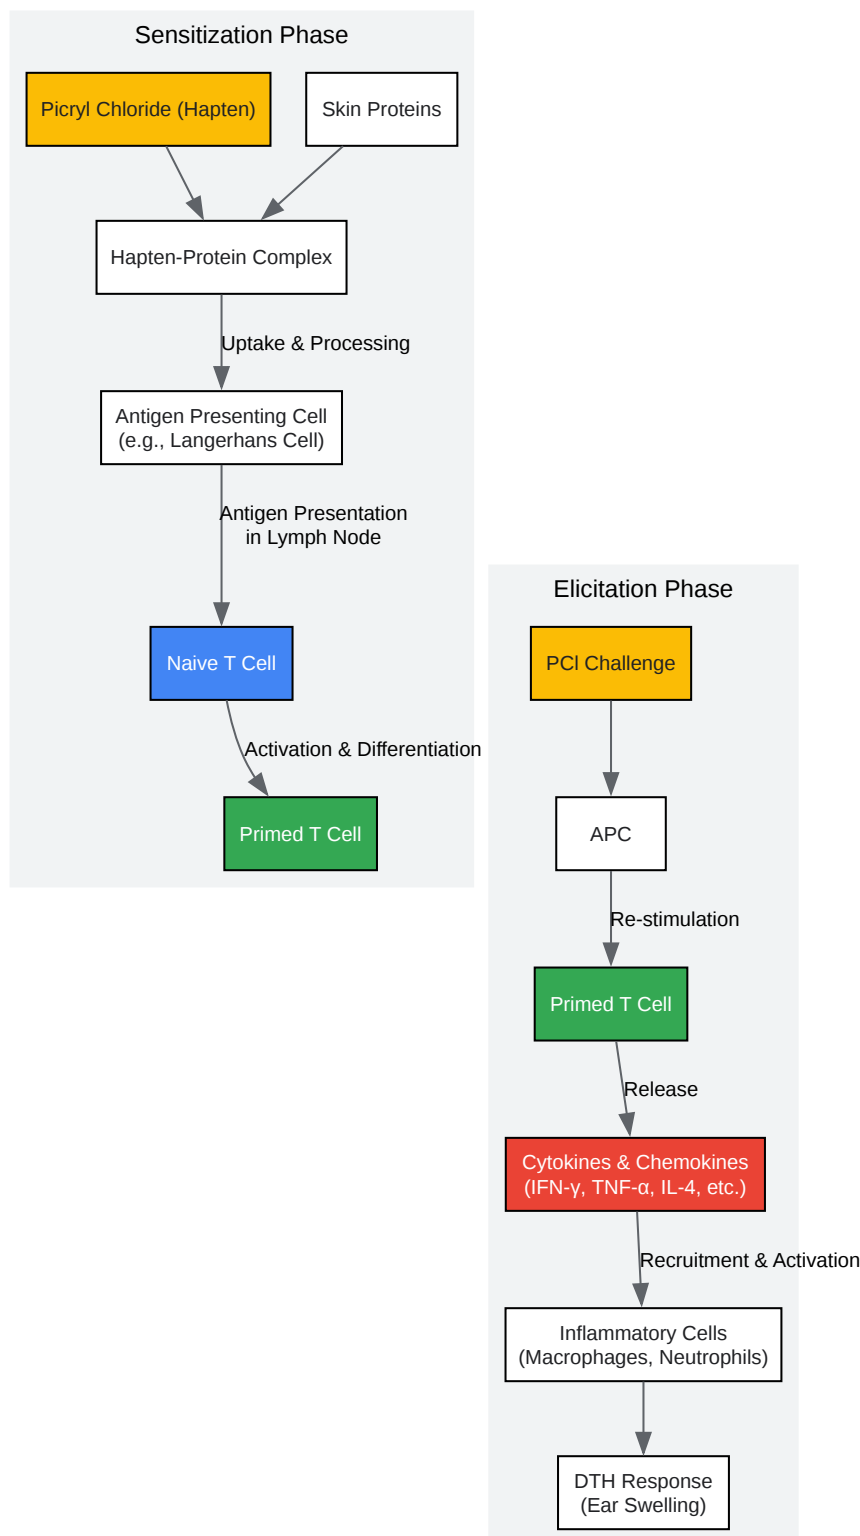 Sensitization Phase
Picryl Chloride (Hapten)
Skin Proteins
Hapten-Protein Complex
Uptake & Processing
Antigen Presenting Cell
(e.g., Langerhans Cell)
Antigen Presentation
in Lymph Node
Naive T Cell
Activation & Differentiation
Primed T Cell
Elicitation Phase
PCl Challenge
APC
Re-stimulation
Primed T Cell
Release
Cytokines & Chemokines
(IFN-γ, TNF-α, IL-4, etc.)
Recruitment & Activation
Inflammatory Cells
(Macrophages, Neutrophils)
DTH Response
(Ear Swelling)